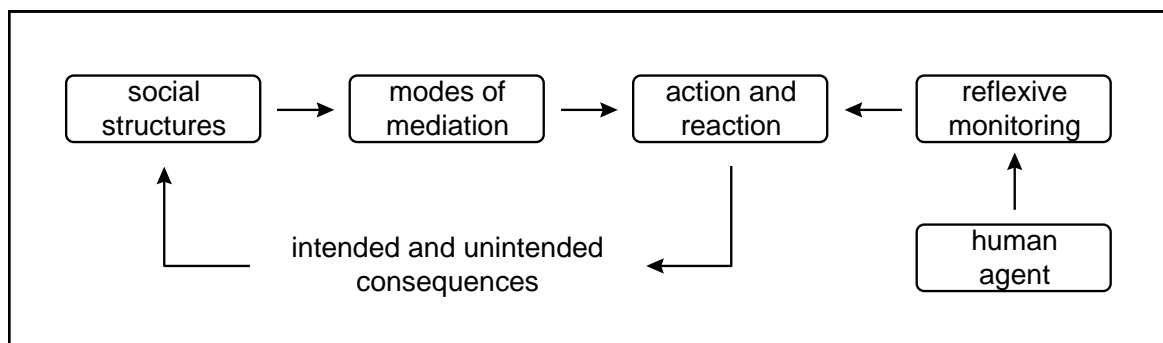 social
structures
modes of
mediation
action and
reaction
reflexive
monitoring
intended and unintended
consequences
human
agent